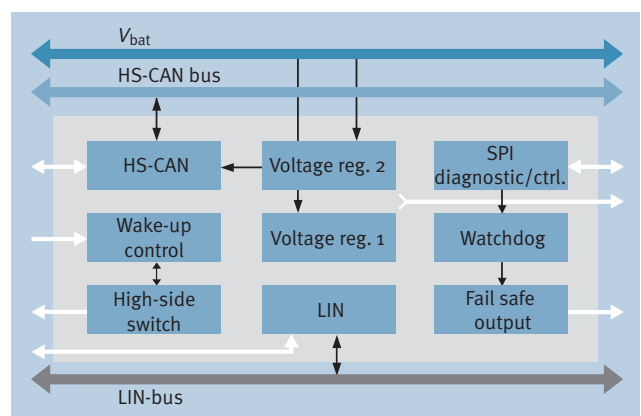 Vbat
HS-CAN bus
HS-CAN
Voltage reg. 2
SPI
diagnostic/ctrl.
Wake-up
control
Voltage reg. 1
Watchdog
High-side
switch
LIN
Fail safe
output
LIN-bus